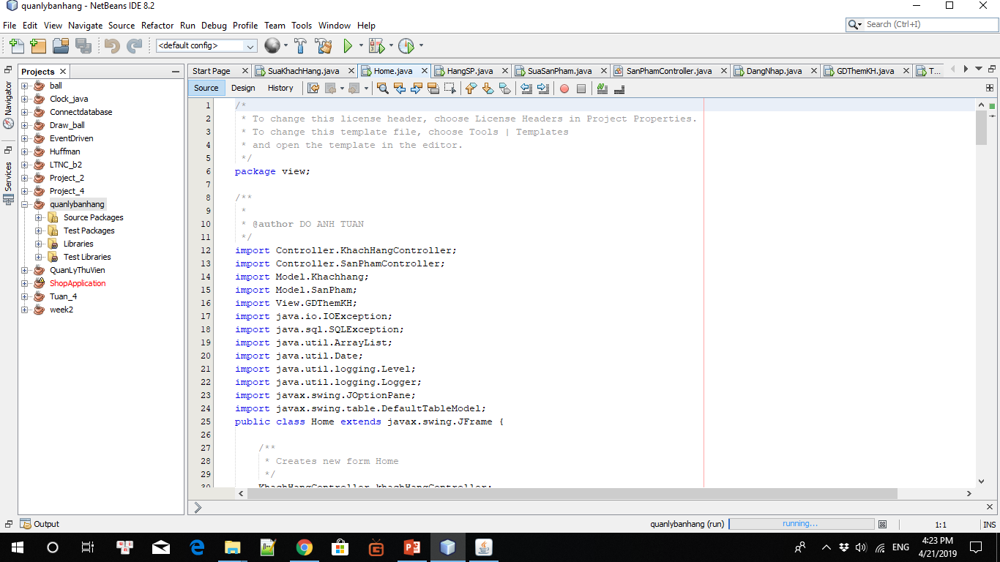 quanlybanhang - NetBeans IDE 8.2
File Edit View Navigate Source Refactor Run Debug Profile Team Tools Window Help
Search (Ctrl+I)
<default config>
Projects
Navigator
Services
ball
Clock_java
Connectdatabase
Draw_ball
EventDriven
Huffman
LTNC_b2
Project_2
Project_4
quanlybanhang
Source Packages
Test Packages
Libraries
Test Libraries
QuanLyThuVien
ShopApplication
Tuan_4
week2
Start Page SuaKhachHang.java Home.java HangSP.java SuaSanPham.java SanPhamController.java DangNhap.java GDThemKH.java T...
Source Design History
1 /*
2 * To change this license header, choose License Headers in Project Properties.
3 * To change this template file, choose Tools | Templates
4 * and open the template in the editor.
5 */
6 package view;
7
8 /**
9 *
10 * @author DO ANH TUAN
11 */
12 import Controller.KhachHangController;
13 import Controller.SanPhamController;
14 import Model.Khachhang;
15 import Model.SanPham;
16 import View.GDThemKH;
17 import java.io.IOException;
18 import java.sql.SQLException;
19 import java.util.ArrayList;
20 import java.util.Date;
21 import java.util.logging.Level;
22 import java.util.logging.Logger;
23 import javax.swing.JOptionPane;
24 import javax.swing.table.DefaultTableModel;
25 public class Home extends javax.swing.JFrame {
26
27 /**
28 * Creates new form Home
29 */
30 KhachHangController khachHangController;
Output
quanlybanhang (run) running... 1:1 INS
ENG 4:23 PM
4/21/2019